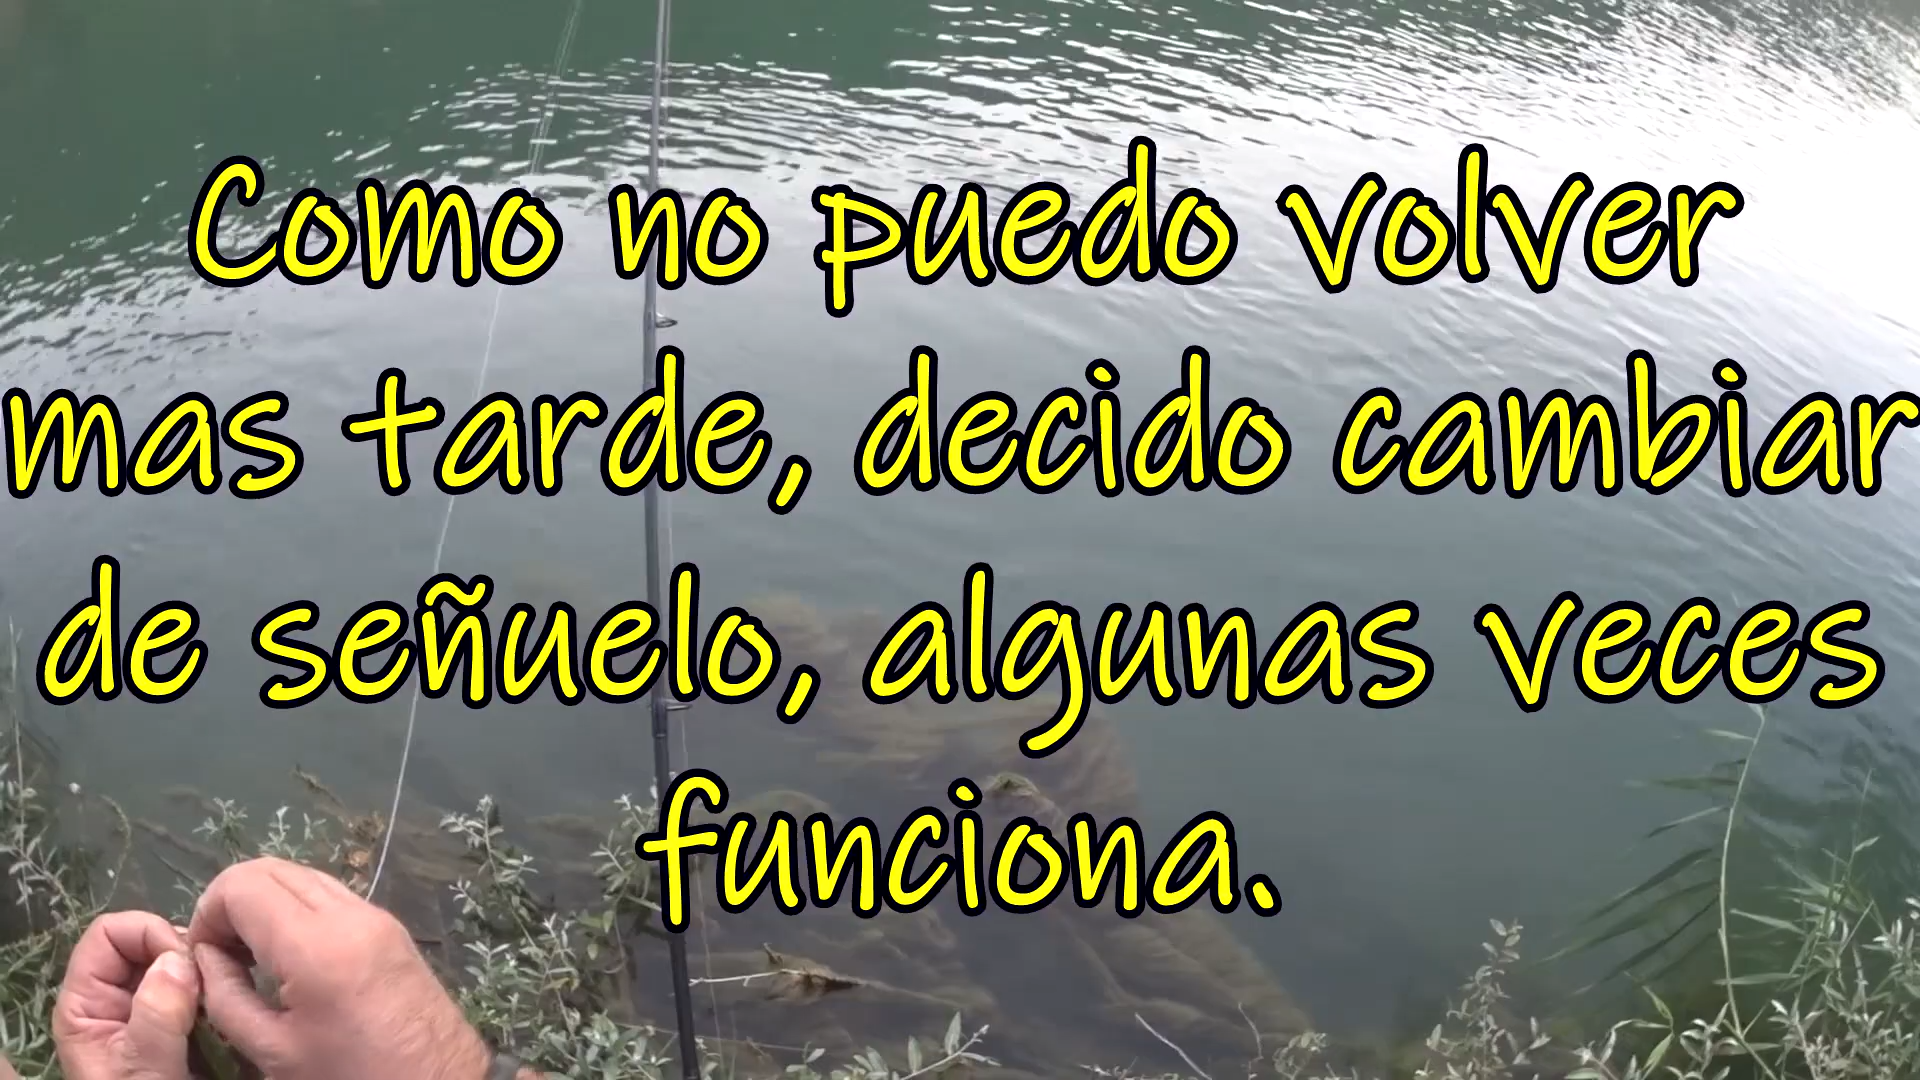 Como no puedo volver
mas tarde, decido cambiar
de señuelo, algunas veces
funciona.